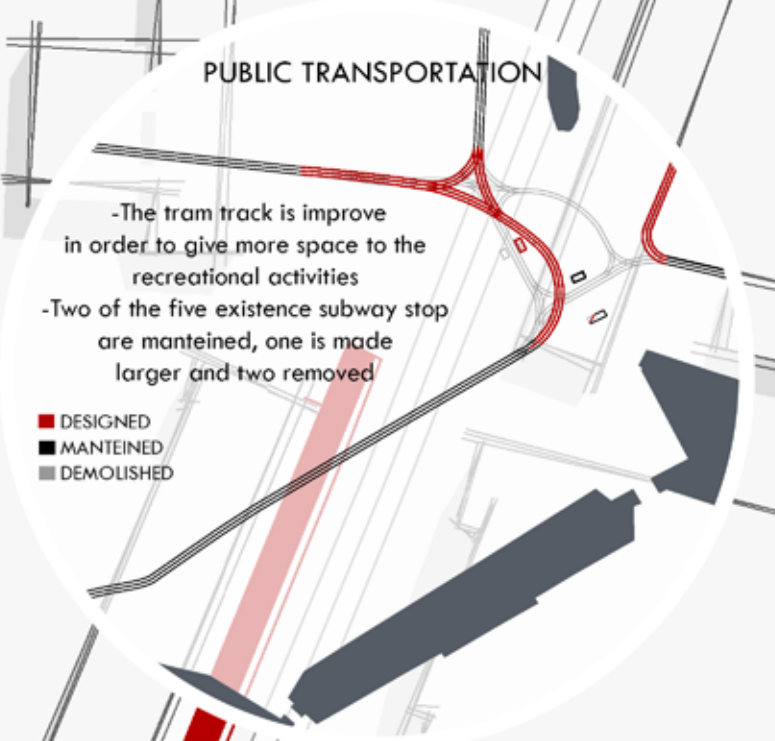 PUBLIC TRANSPORTATION
-The tram track is improve
in order to give more space to the
recreational activities
-Two of the five existence subway stop
are manteined, one is made
larger and two removed
DESIGNED
MANTEINED
DEMOLISHED